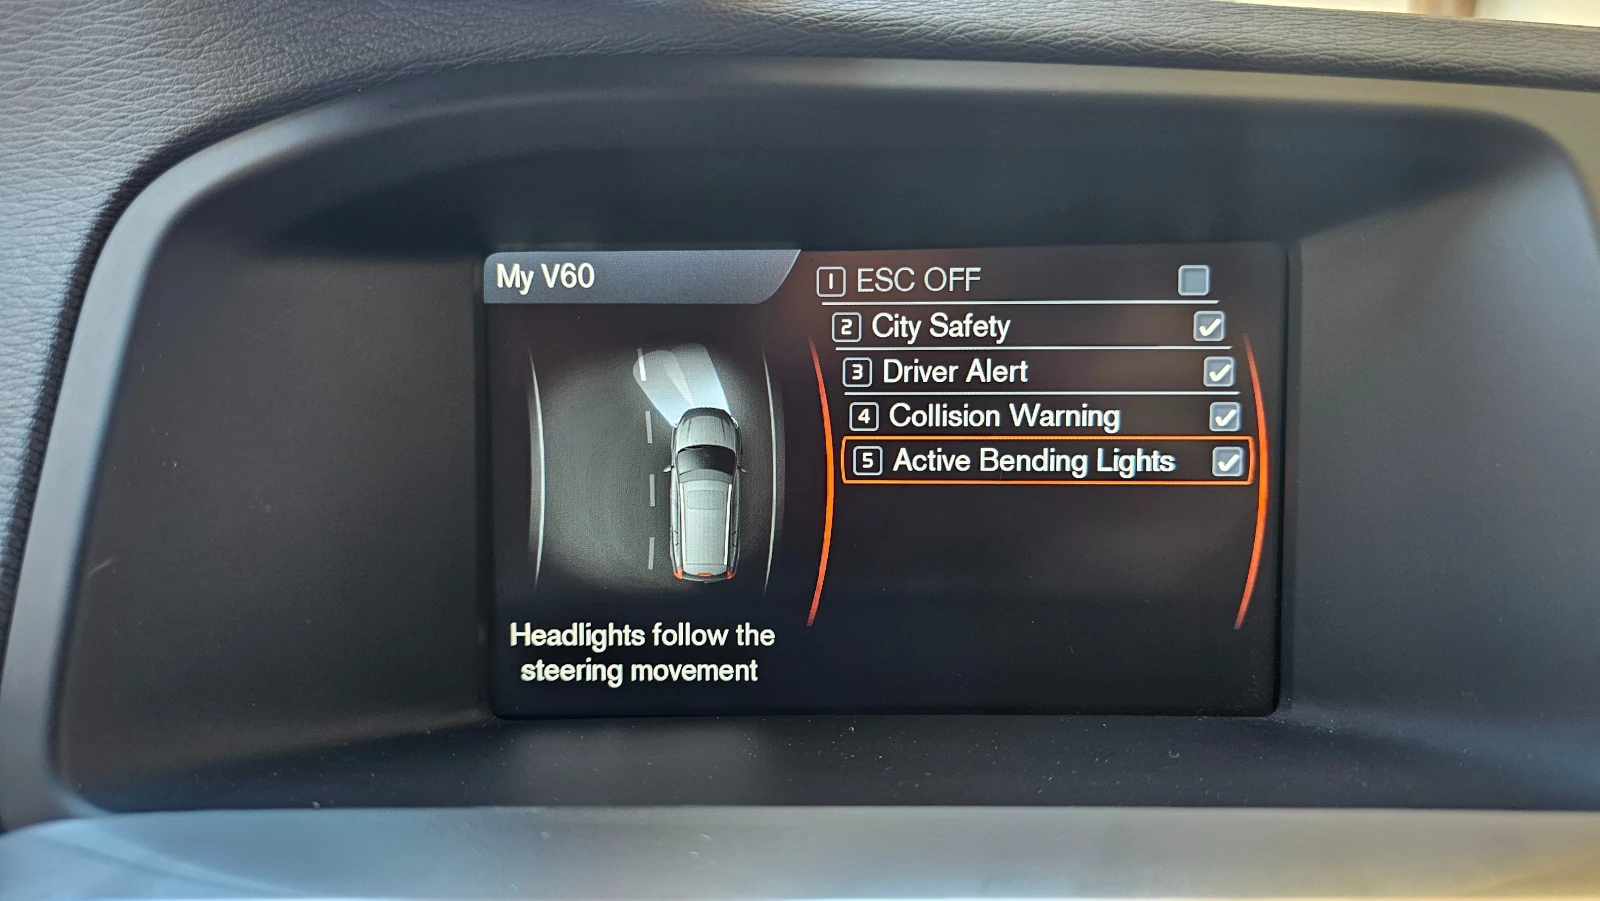 My V60
1 ESC OFF
2 City Safety
3 Driver Alert
4 Collision Warning
5 Active Bending Lights
Headlights follow the
steering movement